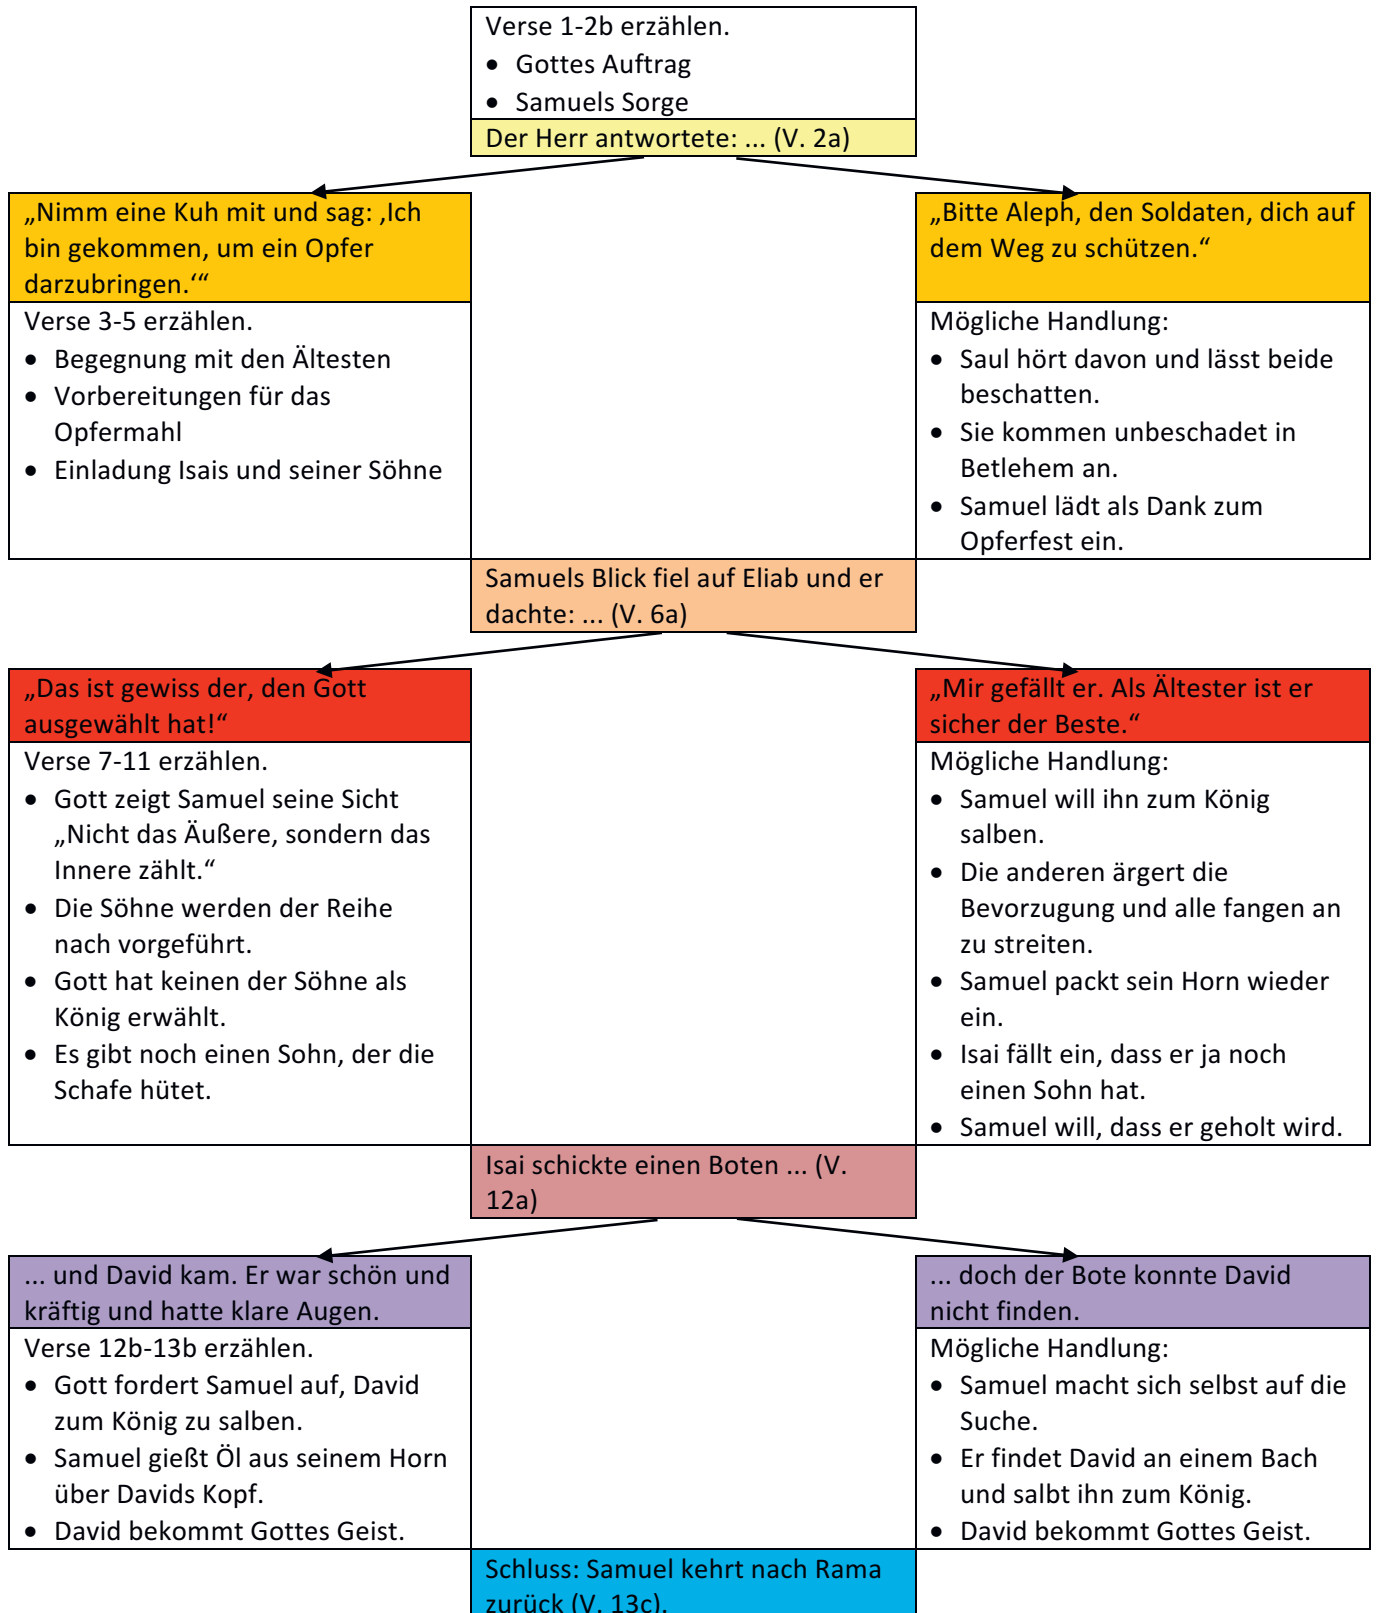 Verse 1-2b erzählen.
• Gottes Auftrag
• Samuels Sorge
Der Herr antwortete: ... (V. 2a)
„Nimm eine Kuh mit und sag: ‚Ich
bin gekommen, um ein Opfer
darzubringen.‘“
Verse 3-5 erzählen.
• Begegnung mit den Ältesten
• Vorbereitungen für das
Opfermahl
• Einladung Isais und seiner Söhne
„Bitte Aleph, den Soldaten, dich auf
dem Weg zu schützen.“
Mögliche Handlung:
• Saul hört davon und lässt beide
beschatten.
• Sie kommen unbeschadet in
Betlehem an.
• Samuel lädt als Dank zum
Opferfest ein.
Samuels Blick fiel auf Eliab und er
dachte: ... (V. 6a)
„Das ist gewiss der, den Gott
ausgewählt hat!“
Verse 7-11 erzählen.
• Gott zeigt Samuel seine Sicht
„Nicht das Äußere, sondern das
Innere zählt.“
• Die Söhne werden der Reihe
nach vorgeführt.
• Gott hat keinen der Söhne als
König erwählt.
• Es gibt noch einen Sohn, der die
Schafe hütet.
„Mir gefällt er. Als Ältester ist er
sicher der Beste.“
Mögliche Handlung:
• Samuel will ihn zum König
salben.
• Die anderen ärgert die
Bevorzugung und alle fangen an
zu streiten.
• Samuel packt sein Horn wieder
ein.
• Isai fällt ein, dass er ja noch
einen Sohn hat.
• Samuel will, dass er geholt wird.
Isai schickte einen Boten ... (V.
12a)
... und David kam. Er war schön und
kräftig und hatte klare Augen.
Verse 12b-13b erzählen.
• Gott fordert Samuel auf, David
zum König zu salben.
• Samuel gießt Öl aus seinem Horn
über Davids Kopf.
• David bekommt Gottes Geist.
... doch der Bote konnte David
nicht finden.
Mögliche Handlung:
• Samuel macht sich selbst auf die
Suche.
• Er findet David an einem Bach
und salbt ihn zum König.
• David bekommt Gottes Geist.
Schluss: Samuel kehrt nach Rama
zurück (V. 13c).